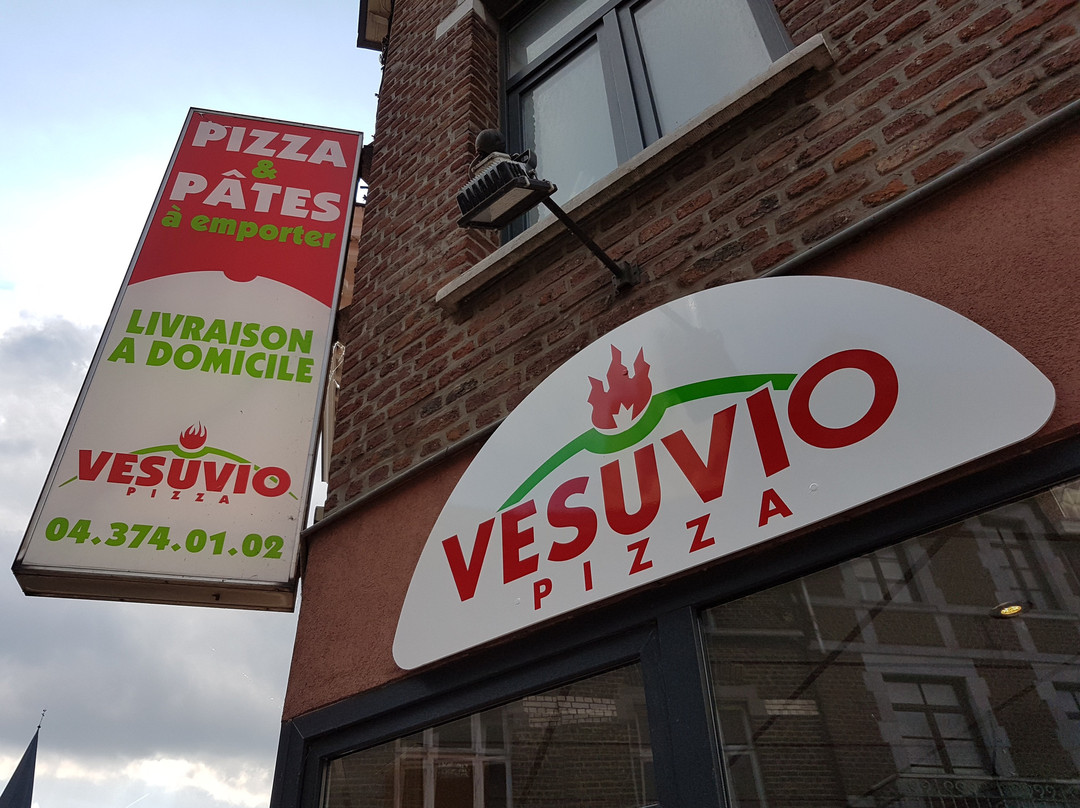 PIZZA
&
PÂTES
à emporter
LIVRAISON
A DOMICILE
VESUVIO
PIZZA
04.374.01.02
VESUVIO
PIZZA